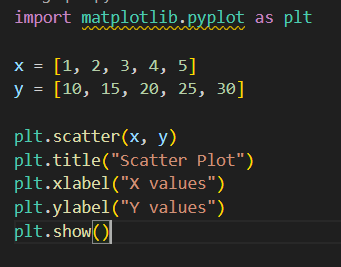 import matplotlib.pyplot as plt
x = [1, 2, 3, 4, 5]
y = [10, 15, 20, 25, 30]
plt.scatter(x, y)
plt.title("Scatter Plot")
plt.xlabel("X values")
plt.ylabel("Y values")
plt.show()